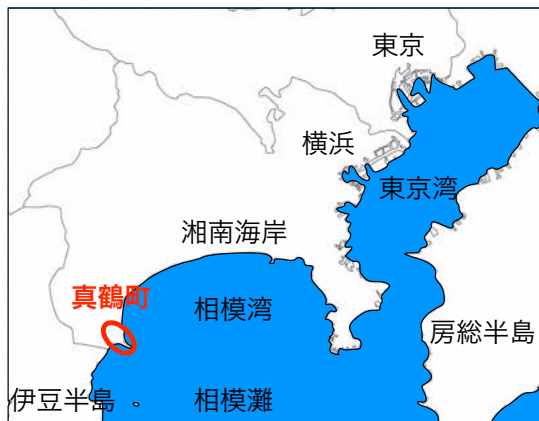 東京
横浜
東京湾
湘南海岸
真鶴町
相模湾
房総半島
伊豆半島
相模灘